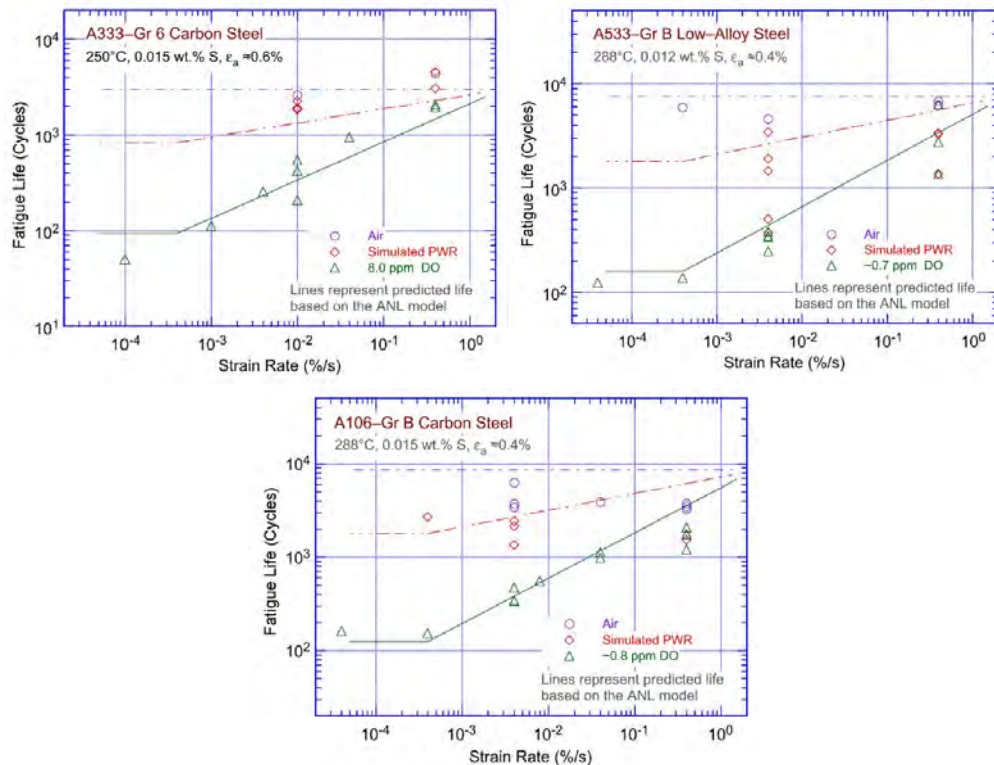 A333–Gr 6 Carbon Steel
250°C, 0.015 wt.% S, εa ≈0.6%
Fatigue Life (Cycles)
10^4
10^3
10^2
10^1
Air
Simulated PWR
8.0 ppm DO
Lines represent predicted life
based on the ANL model
10^-4 10^-3 10^-2 10^-1 10^0
Strain Rate (%/s)
A533–Gr B Low–Alloy Steel
288°C, 0.012 wt.% S, εa ≈0.4%
Fatigue Life (Cycles)
10^4
10^3
10^2
Air
Simulated PWR
~0.7 ppm DO
Lines represent predicted life
based on the ANL model
10^-4 10^-3 10^-2 10^-1 10^0
Strain Rate (%/s)
A106–Gr B Carbon Steel
288°C, 0.015 wt.% S, εa ≈0.4%
Fatigue Life (Cycles)
10^4
10^3
10^2
Air
Simulated PWR
~0.8 ppm DO
Lines represent predicted life
based on the ANL model
10^-4 10^-3 10^-2 10^-1 10^0
Strain Rate (%/s)